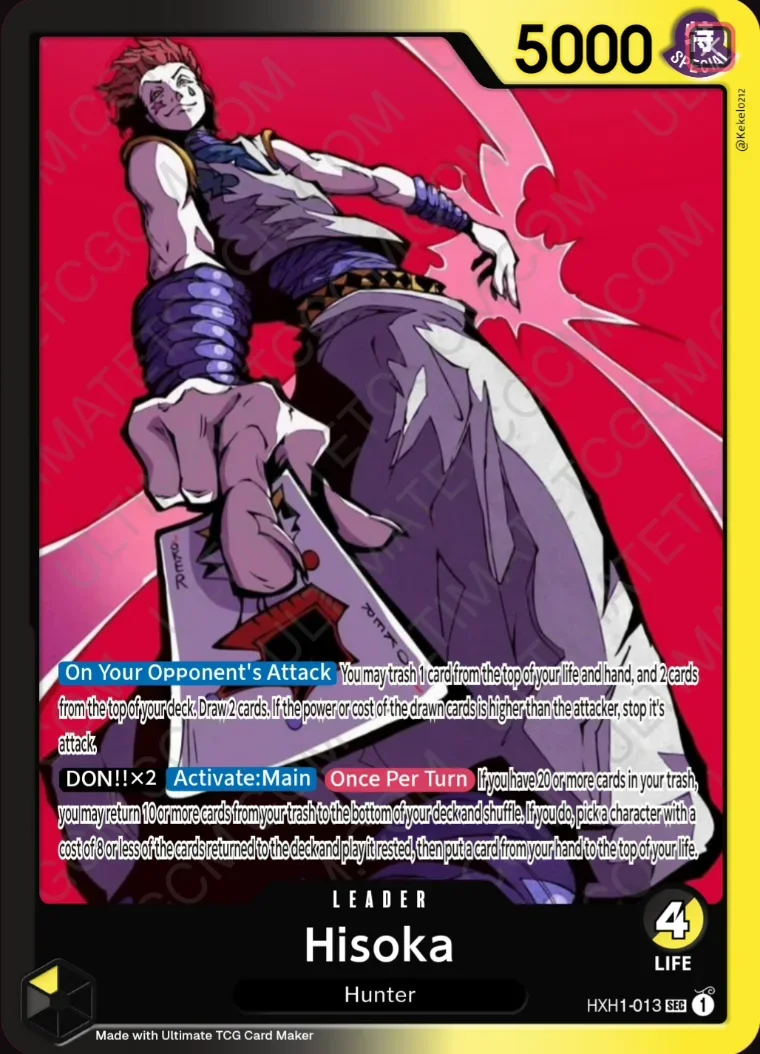 5000
SPECIAL
@Kekelo212
JOKER
JOKER
On Your Opponent's Attack You may trash 1 card from the top of your life and hand, and 2 cards
from the top of your deck. Draw 2 cards. If the power or cost of the drawn cards is higher than the attacker, stop it's
attack.
DON!!×2 Activate:Main Once Per Turn If you have 20 or more cards in your trash,
you may return 10 or more cards from your trash to the bottom of your deck and shuffle. If you do, pick a character with a
cost of 8 or less of the cards returned to the deck and play it rested, then put a card from your hand to the top of your life.
LEADER
Hisoka
4
LIFE
Hunter
HXH1-013 SEC 1
Made with Ultimate TCG Card Maker
ULTIMATETCGCM.COM